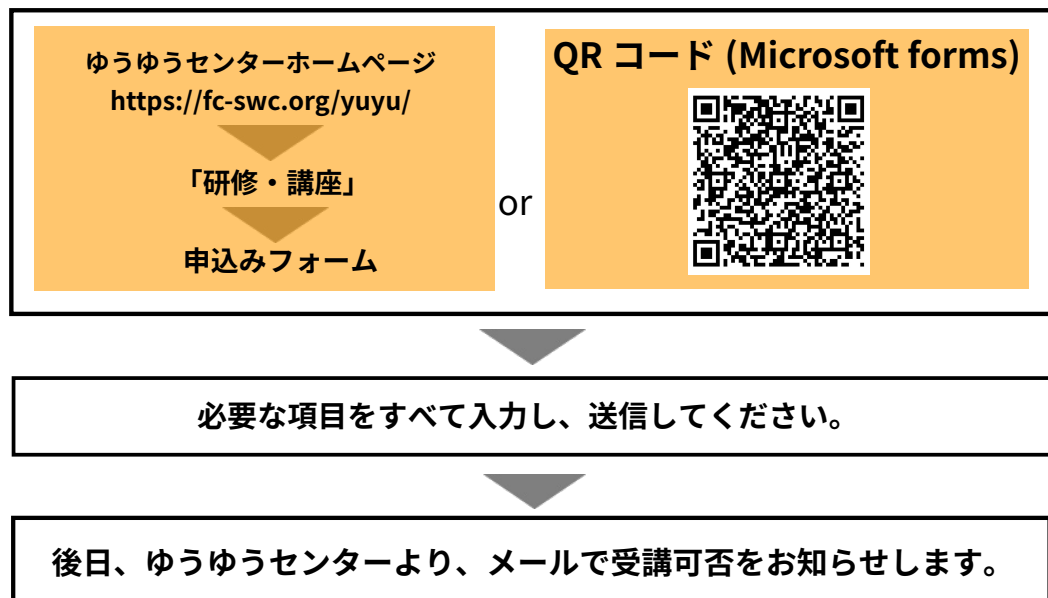 ゆうゆうセンターホームページ
https://fc-swc.org/yuyu/
「研修・講座」
申込みフォーム
or
QR コード (Microsoft forms)
必要な項目をすべて入力し、送信してください。
後日、ゆうゆうセンターより、メールで受講可否をお知らせします。